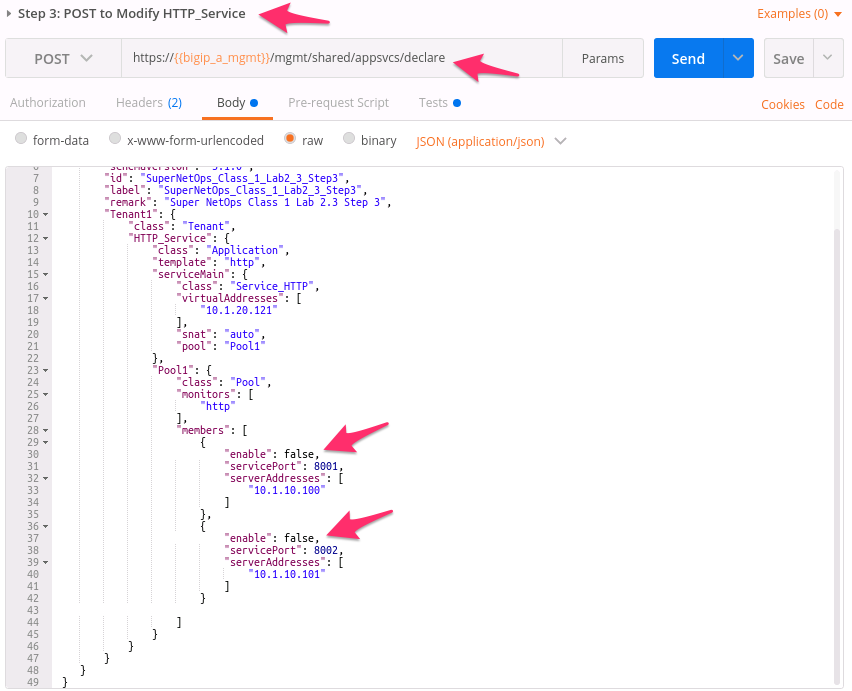 Step 3: POST to Modify HTTP_Service
Examples (0)
POST https://{{bigip_a_mgmt}}/mgmt/shared/appsvcs/declare Params Send Save
Authorization Headers (2) Body Pre-request Script Tests Cookies Code
form-data x-www-form-urlencoded raw binary JSON (application/json)
6 "schemaVersion": "3.1.0",
7 "id": "SuperNetOps_Class_1_Lab2_3_Step3",
8 "label": "SuperNetOps_Class_1_Lab2_3_Step3",
9 "remark": "Super NetOps Class 1 Lab 2.3 Step 3",
10 "Tenant1": {
11 "class": "Tenant",
12 "HTTP_Service": {
13 "class": "Application",
14 "template": "http",
15 "serviceMain": {
16 "class": "Service_HTTP",
17 "virtualAddresses": [
18 "10.1.20.121"
19 ],
20 "snat": "auto",
21 "pool": "Pool1"
22 },
23 "Pool1": {
24 "class": "Pool",
25 "monitors": [
26 "http"
27 ],
28 "members": [
29 {
30 "enable": false,
31 "servicePort": 8001,
32 "serverAddresses": [
33 "10.1.10.100"
34 ]
35 },
36 {
37 "enable": false,
38 "servicePort": 8002,
39 "serverAddresses": [
40 "10.1.10.101"
41 ]
42 }
43
44 ]
45 }
46 }
47 }
48 }
49 }